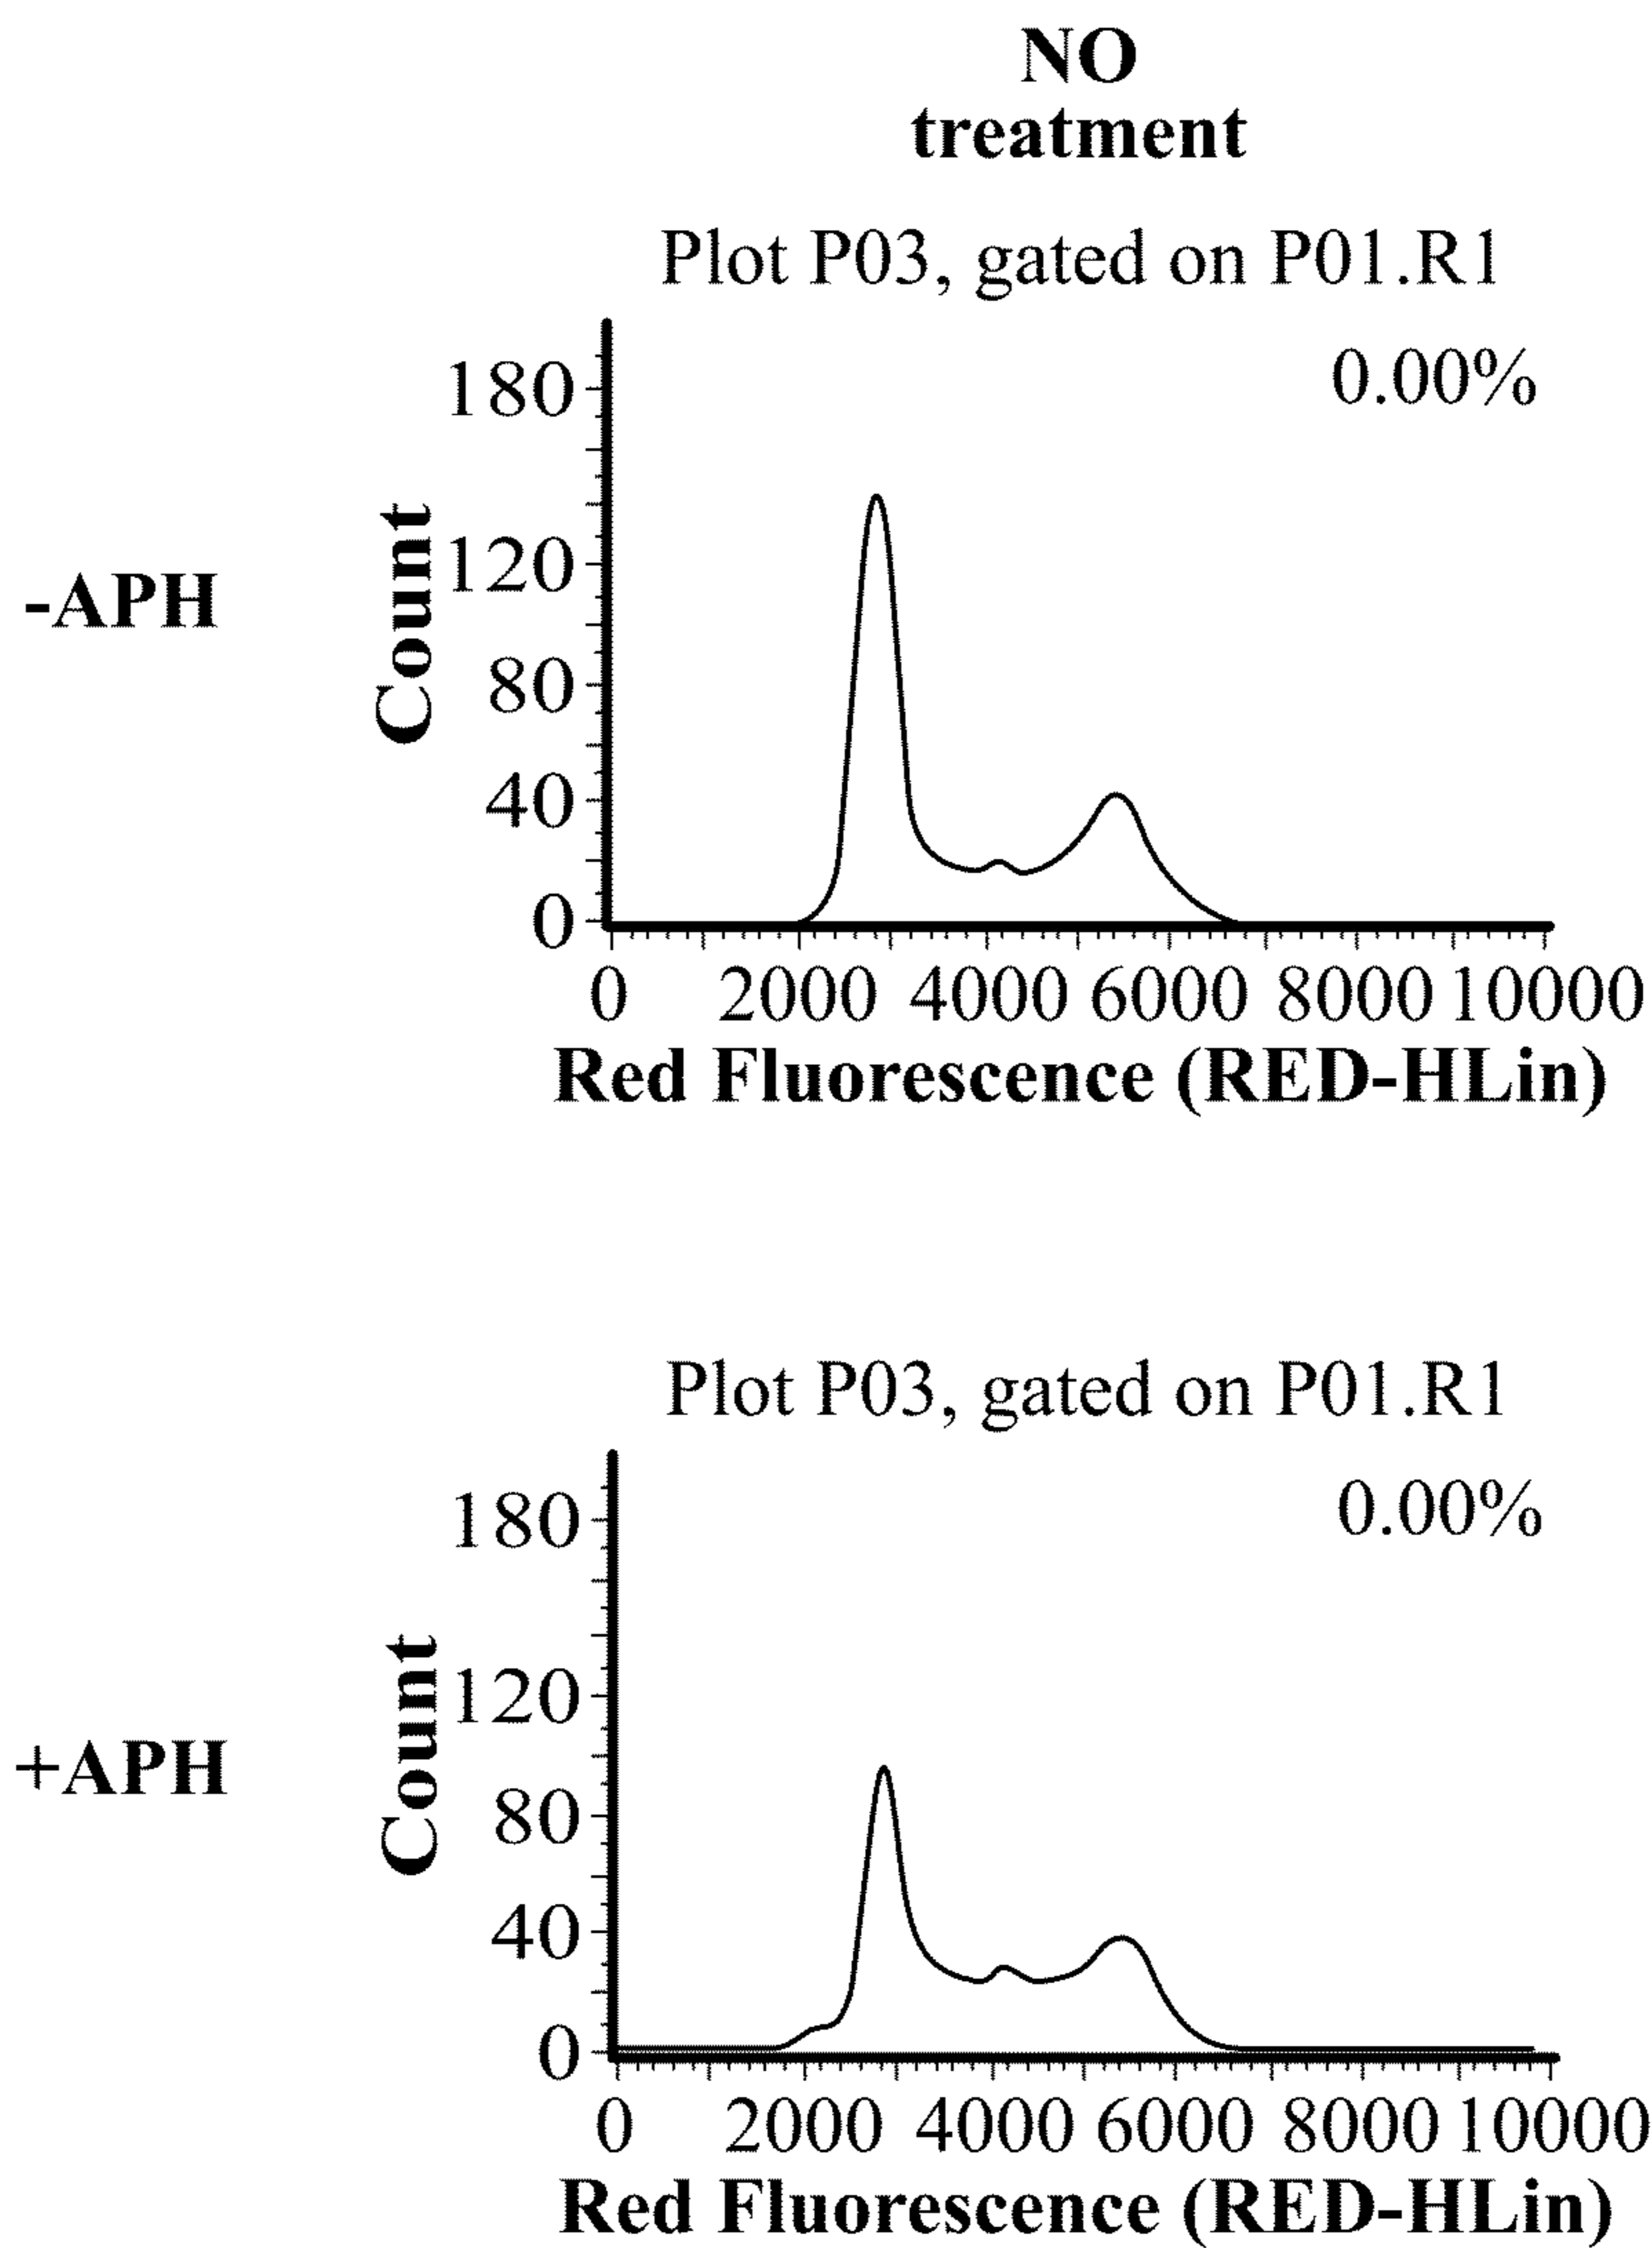 NO
treatment
Plot P03, gated on P01.R1
0.00%
180
120
80
40
0
Count
-APH
0 2000 4000 6000 8000 10000
Red Fluorescence (RED-HLin)
Plot P03, gated on P01.R1
0.00%
180
120
80
40
0
Count
+APH
0 2000 4000 6000 8000 10000
Red Fluorescence (RED-HLin)